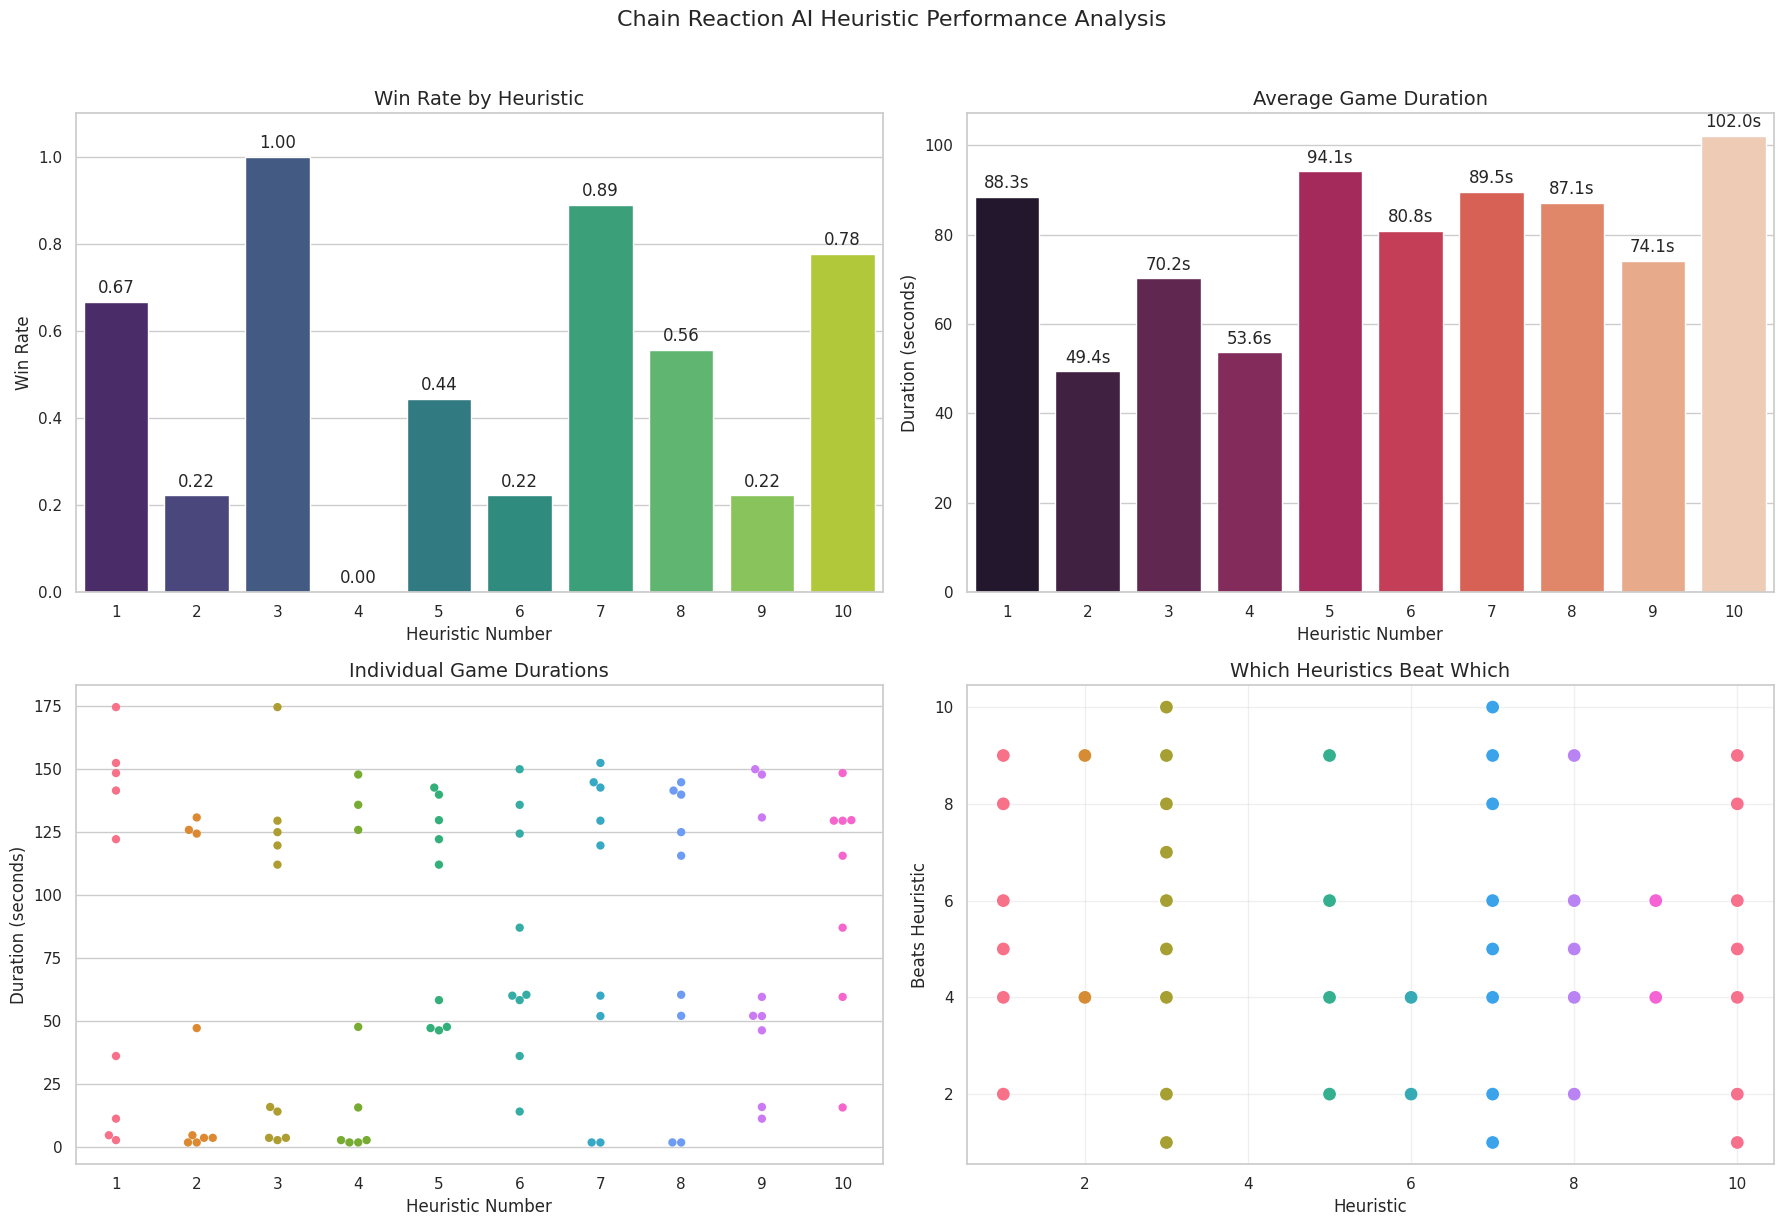 Chain Reaction AI Heuristic Performance Analysis
Win Rate by Heuristic
Win Rate
1.0
0.8
0.6
0.4
0.2
0.0
0.67
0.22
1.00
0.00
0.44
0.22
0.89
0.56
0.22
0.78
1 2 3 4 5 6 7 8 9 10
Heuristic Number
Average Game Duration
Duration (seconds)
100
80
60
40
20
0
88.3s
49.4s
70.2s
53.6s
94.1s
80.8s
89.5s
87.1s
74.1s
102.0s
1 2 3 4 5 6 7 8 9 10
Heuristic Number
Individual Game Durations
Duration (seconds)
175
150
125
100
75
50
25
0
1 2 3 4 5 6 7 8 9 10
Heuristic Number
Which Heuristics Beat Which
Beats Heuristic
10
8
6
4
2
2 4 6 8 10
Heuristic